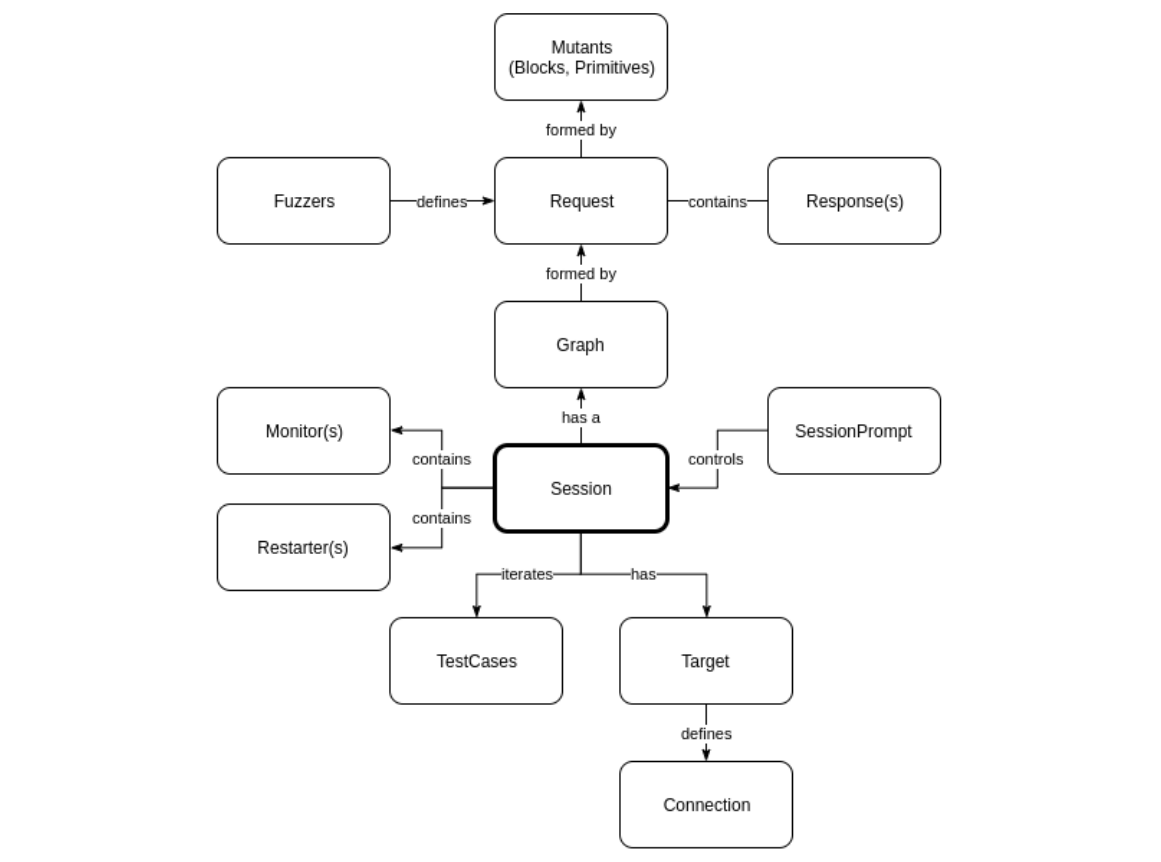 Mutants
(Blocks, Primitives)
formed by
Fuzzers
defines
Request
contains
Response(s)
formed by
Graph
has a
Monitor(s)
SessionPrompt
contains
controls
Session
contains
Restarter(s)
iterates
has
TestCases
Target
defines
Connection